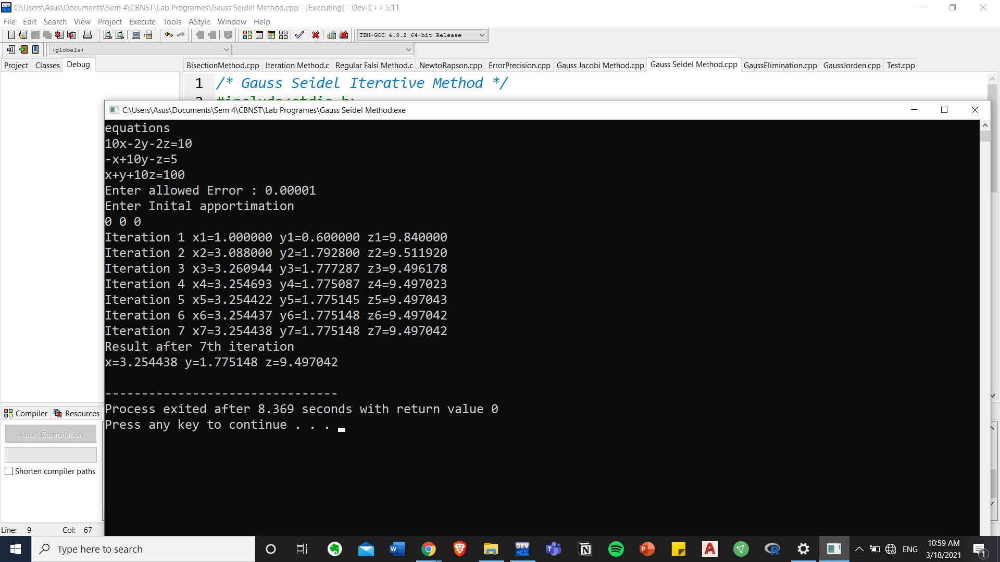 C:\Users\Asus\Documents\Sem 4\CBNST\Lab Programes\Gauss Seidel Method.cpp - [Executing] - Dev-C++ 5.11
File Edit Search View Project Execute Tools AStyle Window Help
TDM-GCC 4.9.2 64-bit Release
(globals)
Project Classes Debug
BisectionMethod.cpp Iteration Method.c Regular Falsi Method.c NewtoRapson.cpp ErrorPrecision.cpp Gauss Jacobi Method.cpp Gauss Seidel Method.cpp GaussElimination.cpp GaussJorden.cpp Test.cpp
1 /* Gauss Seidel Iterative Method */
2 #include<stdio.h>
C:\Users\Asus\Documents\Sem 4\CBNST\Lab Programes\Gauss Seidel Method.exe
equations
10x-2y-2z=10
-x+10y-z=5
x+y+10z=100
Enter allowed Error : 0.00001
Enter Inital apportimation
0 0 0
Iteration 1 x1=1.000000 y1=0.600000 z1=9.840000
Iteration 2 x2=3.088000 y2=1.792800 z2=9.511920
Iteration 3 x3=3.260944 y3=1.777287 z3=9.496178
Iteration 4 x4=3.254693 y4=1.775087 z4=9.497023
Iteration 5 x5=3.254422 y5=1.775145 z5=9.497043
Iteration 6 x6=3.254437 y6=1.775148 z6=9.497042
Iteration 7 x7=3.254438 y7=1.775148 z7=9.497042
Result after 7th iteration
x=3.254438 y=1.775148 z=9.497042
--------------------------------
Process exited after 8.369 seconds with return value 0
Press any key to continue . . .
Compiler Resources
Abort Compilation
Shorten compiler paths
Line: 9 Col: 67
Type here to search
ENG
10:59 AM
3/18/2021
1